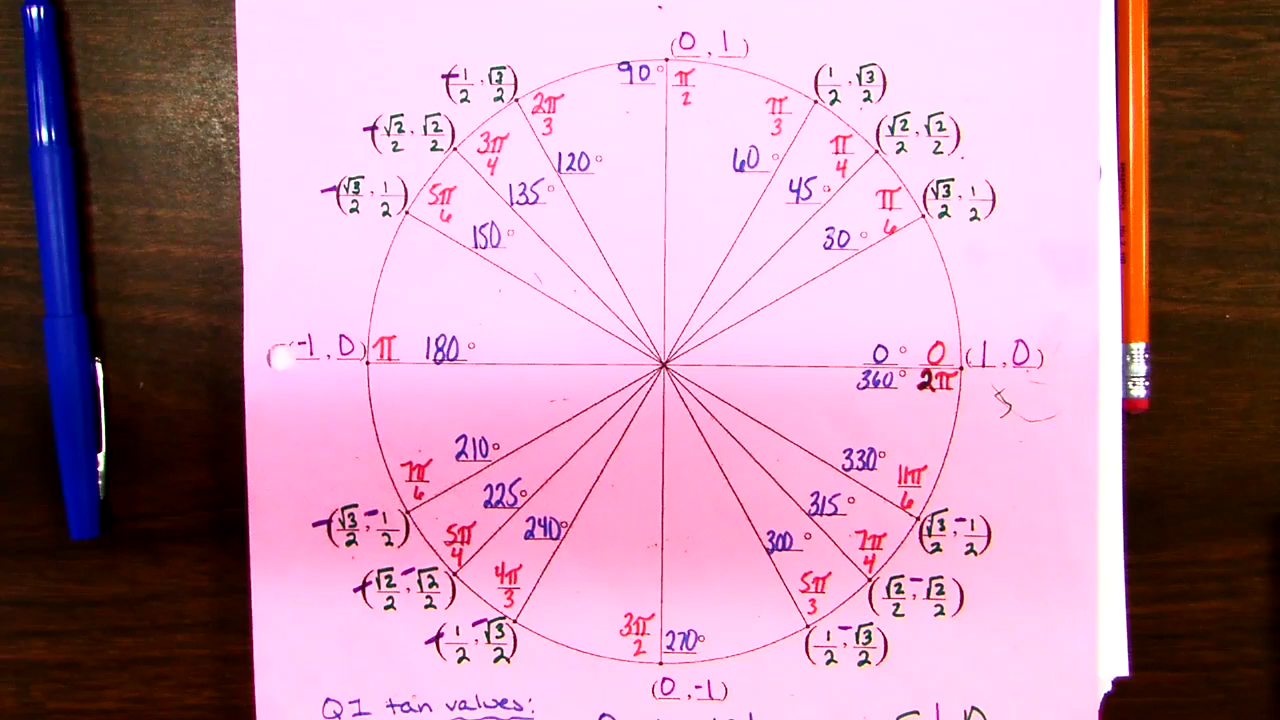 (0, 1)
90° π/2
-(1/2, √3/2) 2π/3 π/3 (1/2, √3/2)
-(√2/2, √2/2) 3π/4 π/4 (√2/2, √2/2)
120° 60°
-(√3/2, 1/2) 5π/6 135° 45° π/6 (√3/2, 1/2)
150° 30°
(-1, 0) π 180° 0° 0 (1, 0)
360° 2π
210° 330°
7π/6 225° 315° 11π/6
-(√3/2, -1/2) 240° 300° (√3/2, -1/2)
5π/4 7π/4
-(√2/2, -√2/2) 4π/3 5π/3 (√2/2, -√2/2)
-(1/2, -√3/2) 3π/2 270° (1/2, -√3/2)
(0, -1)
Q1 tan values: